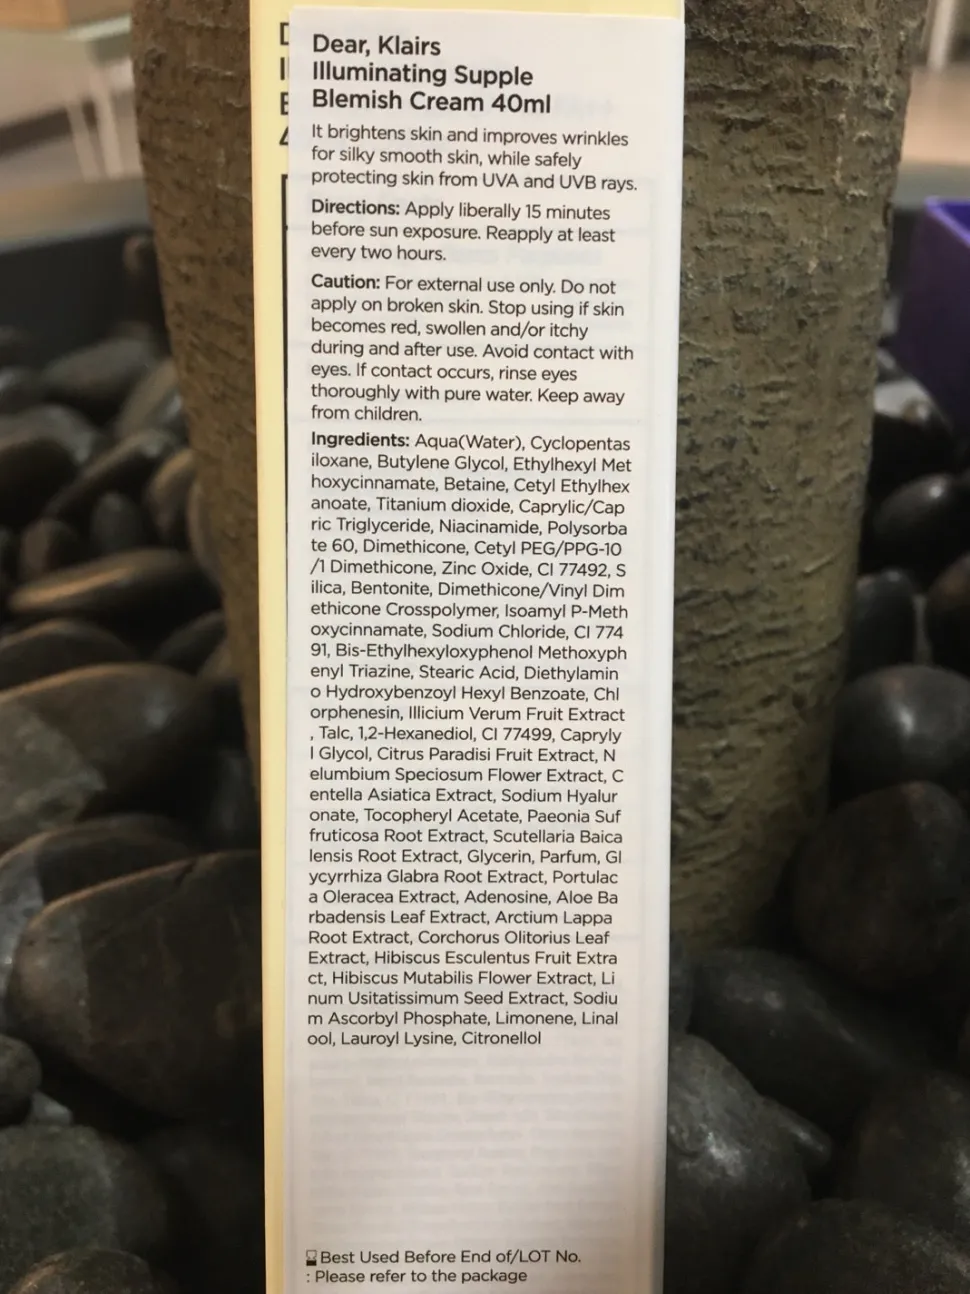 Dear, Klairs
Illuminating Supple
Blemish Cream 40ml
It brightens skin and improves wrinkles
for silky smooth skin, while safely
protecting skin from UVA and UVB rays.
Directions: Apply liberally 15 minutes
before sun exposure. Reapply at least
every two hours.
Caution: For external use only. Do not
apply on broken skin. Stop using if skin
becomes red, swollen and/or itchy
during and after use. Avoid contact with
eyes. If contact occurs, rinse eyes
thoroughly with pure water. Keep away
from children.
Ingredients: Aqua(Water), Cyclopentas
iloxane, Butylene Glycol, Ethylhexyl Met
hoxycinnamate, Betaine, Cetyl Ethylhex
anoate, Titanium dioxide, Caprylic/Cap
ric Triglyceride, Niacinamide, Polysorba
te 60, Dimethicone, Cetyl PEG/PPG-10
/1 Dimethicone, Zinc Oxide, CI 77492, S
ilica, Bentonite, Dimethicone/Vinyl Dim
ethicone Crosspolymer, Isoamyl P-Meth
oxycinnamate, Sodium Chloride, CI 774
91, Bis-Ethylhexyloxyphenol Methoxyph
enyl Triazine, Stearic Acid, Diethylamin
o Hydroxybenzoyl Hexyl Benzoate, Chl
orphenesin, Illicium Verum Fruit Extract
, Talc, 1,2-Hexanediol, CI 77499, Capryly
l Glycol, Citrus Paradisi Fruit Extract, N
elumbium Speciosum Flower Extract, C
entella Asiatica Extract, Sodium Hyalur
onate, Tocopheryl Acetate, Paeonia Suf
fruticosa Root Extract, Scutellaria Baica
lensis Root Extract, Glycerin, Parfum, Gl
ycyrrhiza Glabra Root Extract, Portulac
a Oleracea Extract, Adenosine, Aloe Ba
rbadensis Leaf Extract, Arctium Lappa
Root Extract, Corchorus Olitorius Leaf
Extract, Hibiscus Esculentus Fruit Extra
ct, Hibiscus Mutabilis Flower Extract, Li
num Usitatissimum Seed Extract, Sodiu
m Ascorbyl Phosphate, Limonene, Linal
ool, Lauroyl Lysine, Citronellol
Best Used Before End of/LOT No.
: Please refer to the package